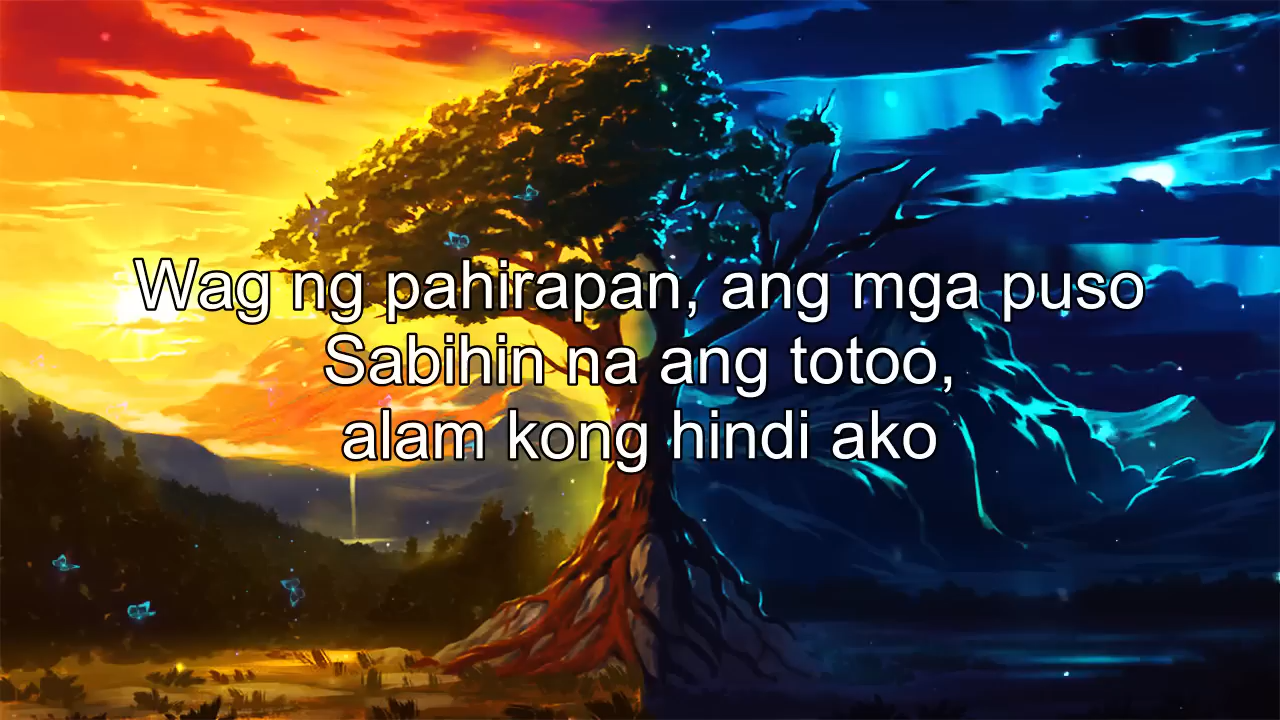 Wag ng pahirapan, ang mga puso
Sabihin na ang totoo,
alam kong hindi ako